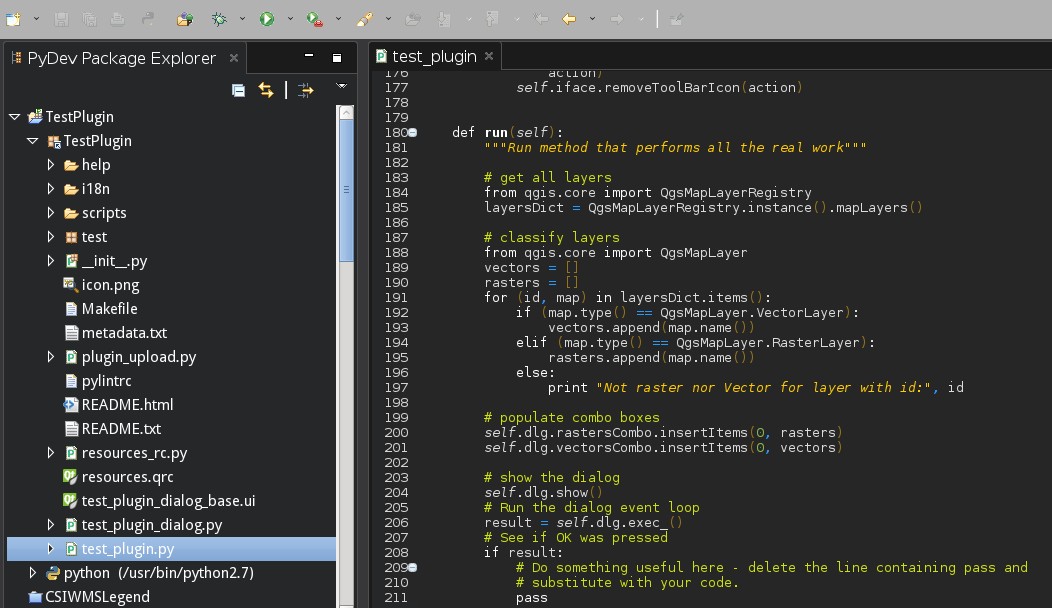 PyDev Package Explorer
TestPlugin
TestPlugin
help
i18n
scripts
test
__init__.py
icon.png
Makefile
metadata.txt
plugin_upload.py
pylintrc
README.html
README.txt
resources_rc.py
resources.qrc
test_plugin_dialog_base.ui
test_plugin_dialog.py
test_plugin.py
python (/usr/bin/python2.7)
CSIWMSLegend
test_plugin
176 action)
177 self.iface.removeToolBarIcon(action)
178
179
180 def run(self):
181 """Run method that performs all the real work"""
182
183 # get all layers
184 from qgis.core import QgsMapLayerRegistry
185 layersDict = QgsMapLayerRegistry.instance().mapLayers()
186
187 # classify layers
188 from qgis.core import QgsMapLayer
189 vectors = []
190 rasters = []
191 for (id, map) in layersDict.items():
192 if (map.type() == QgsMapLayer.VectorLayer):
193 vectors.append(map.name())
194 elif (map.type() == QgsMapLayer.RasterLayer):
195 rasters.append(map.name())
196 else:
197 print "Not raster nor Vector for layer with id:", id
198
199 # populate combo boxes
200 self.dlg.rastersCombo.insertItems(0, rasters)
201 self.dlg.vectorsCombo.insertItems(0, vectors)
202
203 # show the dialog
204 self.dlg.show()
205 # Run the dialog event loop
206 result = self.dlg.exec_()
207 # See if OK was pressed
208 if result:
209 # Do something useful here - delete the line containing pass and
210 # substitute with your code.
211 pass